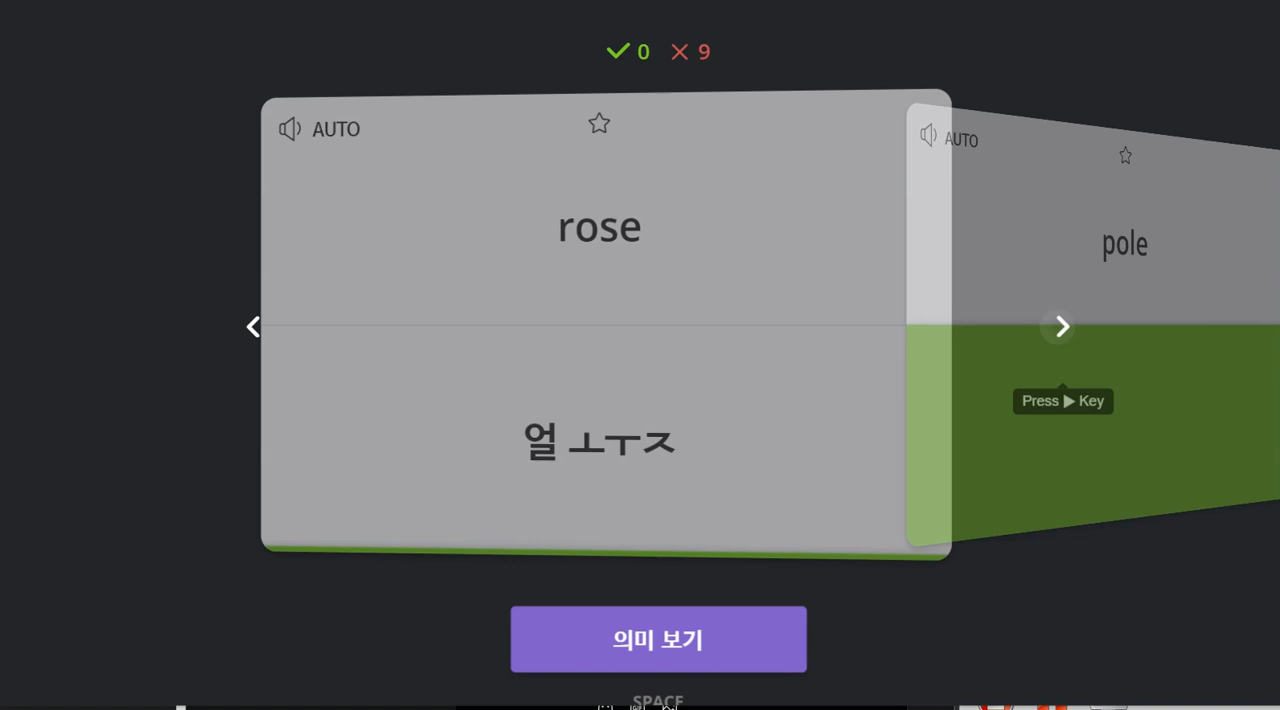 0 9
AUTO
rose
얼 ㅗㅜㅈ
AUTO
pole
Press ▶ Key
의미 보기
SPACE